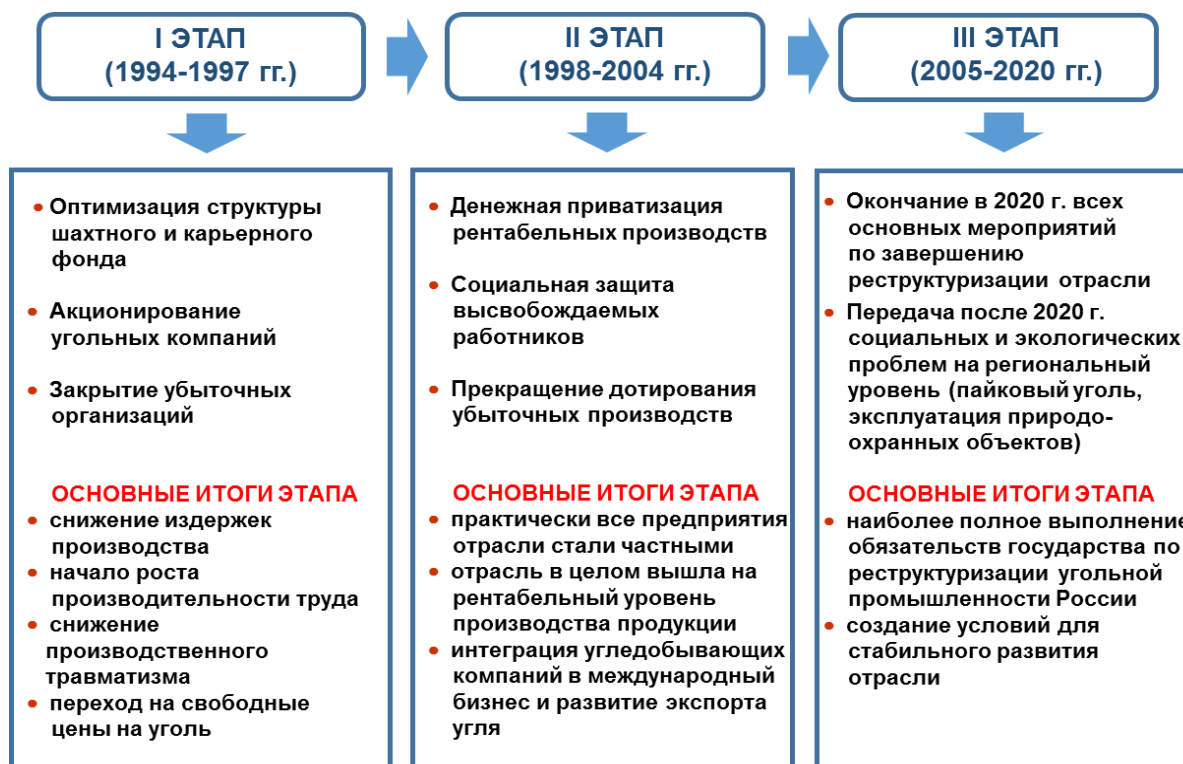 I ЭТАП
(1994-1997 гг.)
II ЭТАП
(1998-2004 гг.)
III ЭТАП
(2005-2020 гг.)
• Оптимизация структуры
шахтного и карьерного
фонда
• Акционирование
угольных компаний
• Закрытие убыточных
организаций
ОСНОВНЫЕ ИТОГИ ЭТАПА
• снижение издержек
производства
• начало роста
производительности труда
• снижение
производственного
травматизма
• переход на свободные
цены на уголь
• Денежная приватизация
рентабельных производств
• Социальная защита
высвобождаемых
работников
• Прекращение дотирования
убыточных производств
ОСНОВНЫЕ ИТОГИ ЭТАПА
• практически все предприятия
отрасли стали частными
• отрасль в целом вышла на
рентабельный уровень
производства продукции
• интеграция угледобывающих
компаний в международный
бизнес и развитие экспорта
угля
• Окончание в 2020 г. всех
основных мероприятий
по завершению
реструктуризации отрасли
• Передача после 2020 г.
социальных и экологических
проблем на региональный
уровень (пайковый уголь,
эксплуатация природо-
охранных объектов)
ОСНОВНЫЕ ИТОГИ ЭТАПА
• наиболее полное выполнение
обязательств государства по
реструктуризации угольной
промышленности России
• создание условий для
стабильного развития
отрасли